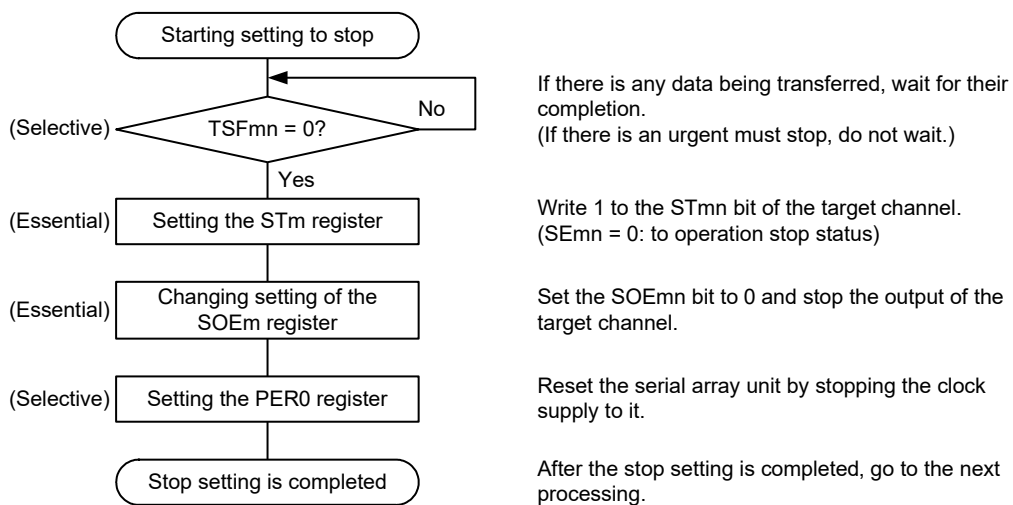 Starting setting to stop
(Selective)
TSFmn = 0?
No
If there is any data being transferred, wait for their
completion.
(If there is an urgent must stop, do not wait.)
Yes
(Essential)
Setting the STm register
Write 1 to the STmn bit of the target channel.
(SEmn = 0: to operation stop status)
(Essential)
Changing setting of the
SOEm register
Set the SOEmn bit to 0 and stop the output of the
target channel.
(Selective)
Setting the PER0 register
Reset the serial array unit by stopping the clock
supply to it.
Stop setting is completed
After the stop setting is completed, go to the next
processing.